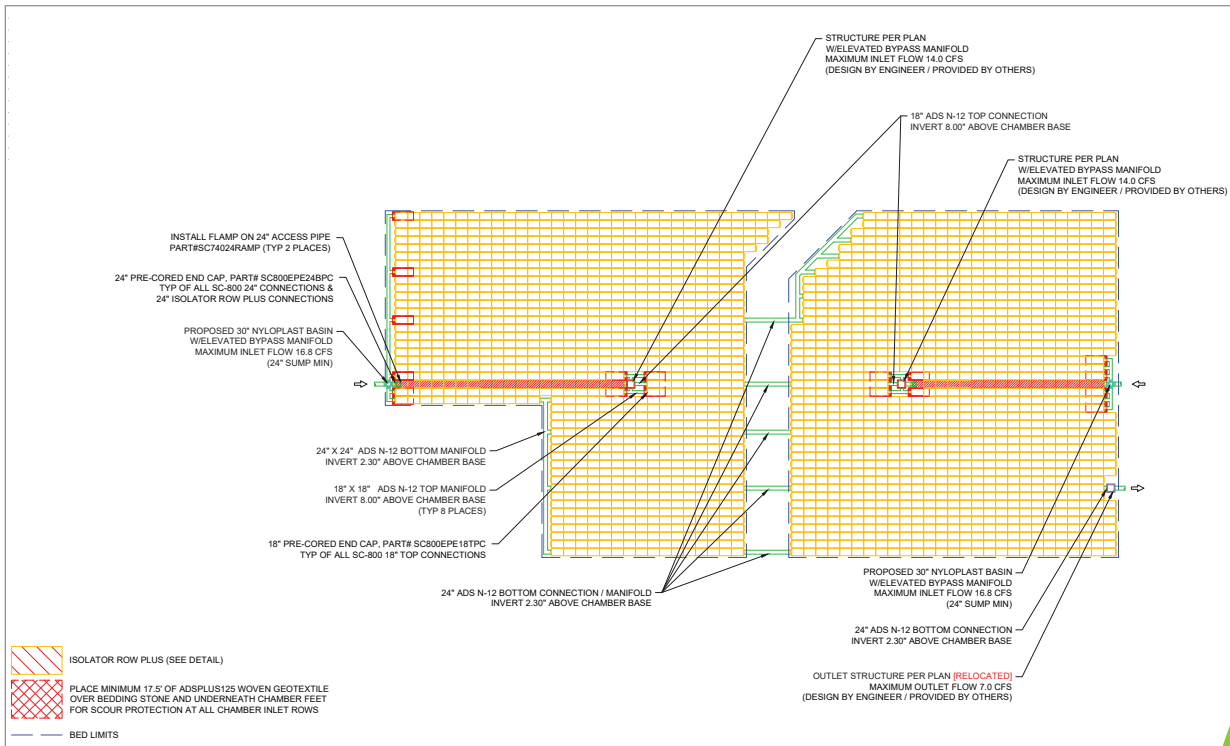 STRUCTURE PER PLAN
W/ELEVATED BYPASS MANIFOLD
MAXIMUM INLET FLOW 14.0 CFS
(DESIGN BY ENGINEER / PROVIDED BY OTHERS)
18" ADS N-12 TOP CONNECTION
INVERT 8.00" ABOVE CHAMBER BASE
STRUCTURE PER PLAN
W/ELEVATED BYPASS MANIFOLD
MAXIMUM INLET FLOW 14.0 CFS
(DESIGN BY ENGINEER / PROVIDED BY OTHERS)
INSTALL FLAMP ON 24" ACCESS PIPE
PART#SC74024RAMP (TYP 2 PLACES)
24" PRE-CORED END CAP, PART# SC800EPE24BPC
TYP OF ALL SC-800 24" CONNECTIONS &
24" ISOLATOR ROW PLUS CONNECTIONS
PROPOSED 30" NYLOPLAST BASIN
W/ELEVATED BYPASS MANIFOLD
MAXIMUM INLET FLOW 16.8 CFS
(24" SUMP MIN)
24" X 24" ADS N-12 BOTTOM MANIFOLD
INVERT 2.30" ABOVE CHAMBER BASE
18" X 18" ADS N-12 TOP MANIFOLD
INVERT 8.00" ABOVE CHAMBER BASE
(TYP 8 PLACES)
18" PRE-CORED END CAP, PART# SC800EPE18TPC
TYP OF ALL SC-800 18" TOP CONNECTIONS
24" ADS N-12 BOTTOM CONNECTION / MANIFOLD
INVERT 2.30" ABOVE CHAMBER BASE
PROPOSED 30" NYLOPLAST BASIN
W/ELEVATED BYPASS MANIFOLD
MAXIMUM INLET FLOW 16.8 CFS
(24" SUMP MIN)
24" ADS N-12 BOTTOM CONNECTION
INVERT 2.30" ABOVE CHAMBER BASE
OUTLET STRUCTURE PER PLAN [RELOCATED]
MAXIMUM OUTLET FLOW 7.0 CFS
(DESIGN BY ENGINEER / PROVIDED BY OTHERS)
ISOLATOR ROW PLUS (SEE DETAIL)
PLACE MINIMUM 17.5' OF ADSPLUS125 WOVEN GEOTEXTILE
OVER BEDDING STONE AND UNDERNEATH CHAMBER FEET
FOR SCOUR PROTECTION AT ALL CHAMBER INLET ROWS
BED LIMITS